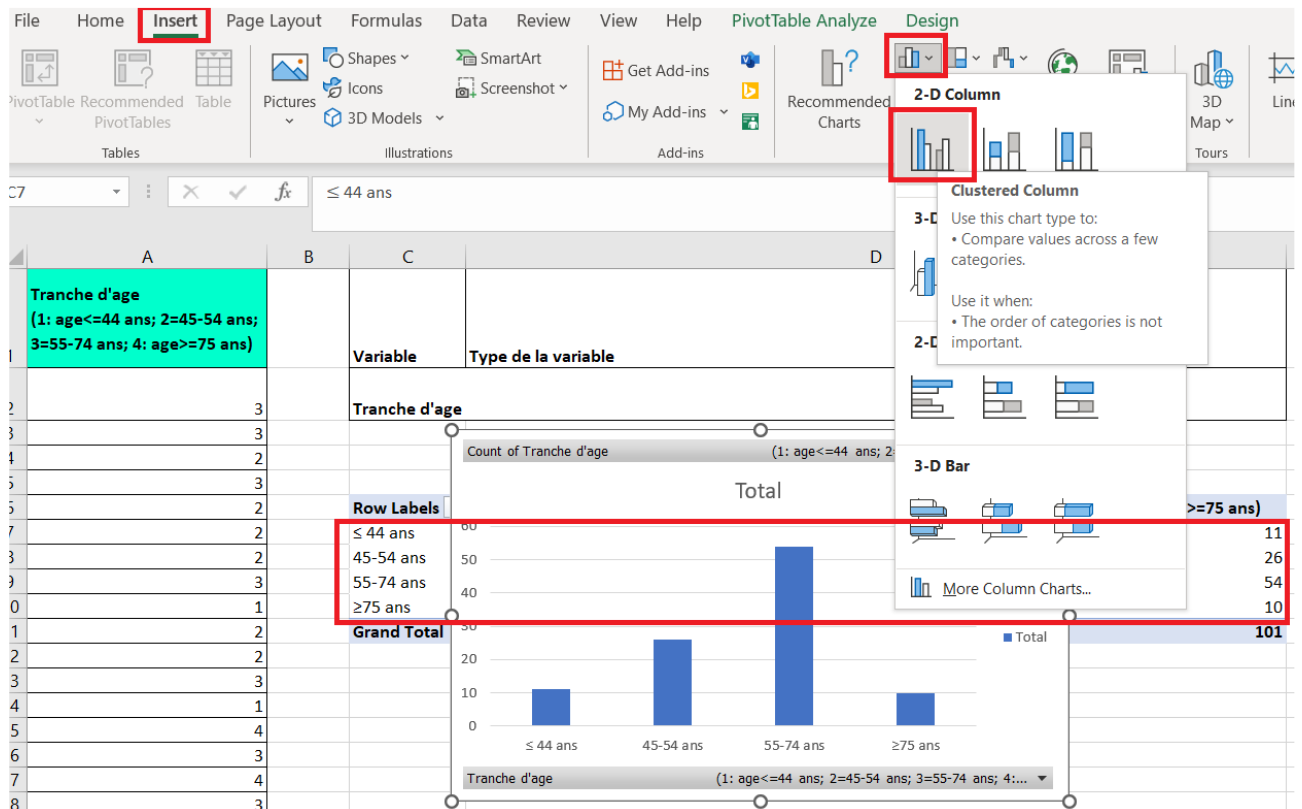 File Home Insert Page Layout Formulas Data Review View Help PivotTable Analyze Design
PivotTable
Recommended
PivotTables
Table
Tables
Pictures
Shapes
Icons
3D Models
SmartArt
Screenshot
Illustrations
Get Add-ins
My Add-ins
Add-ins
Recommended
Charts
3D
Map
Tours
2-D Column
Clustered Column
Use this chart type to:
• Compare values across a few
categories.
Use it when:
• The order of categories is not
important.
3-D Bar
More Column Charts...
C7
fx
≤ 44 ans
A B C D
Tranche d'age
(1: age<=44 ans; 2=45-54 ans;
3=55-74 ans; 4: age>=75 ans)
Variable Type de la variable
3 Tranche d'age
3
2
3
2 Row Labels >=75 ans)
2 ≤ 44 ans 11
2 45-54 ans 26
3 55-74 ans 54
1 ≥75 ans 10
2 Grand Total 101
2
3
1
4
3
4
3
Count of Tranche d'age (1: age<=44 ans; 2=
Total
60
50
40
30
20
10
0
≤ 44 ans 45-54 ans 55-74 ans ≥75 ans
Total
Tranche d'age (1: age<=44 ans; 2=45-54 ans; 3=55-74 ans; 4:...